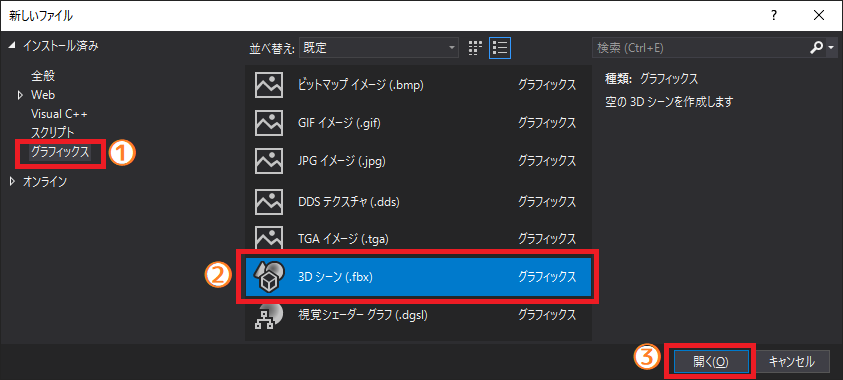 新しいファイル
? ×
インストール済み
並べ替え: 既定
検索 (Ctrl+E)
全般
Web
Visual C++
スクリプト
グラフィックス
①
オンライン
ビットマップ イメージ (.bmp) グラフィックス
GIF イメージ (.gif) グラフィックス
JPG イメージ (.jpg) グラフィックス
DDS テクスチャ (.dds) グラフィックス
TGA イメージ (.tga) グラフィックス
②
3D シーン (.fbx) グラフィックス
視覚シェーダー グラフ (.dgsl) グラフィックス
種類: グラフィックス
空の 3D シーンを作成します
③
開く(O)
キャンセル